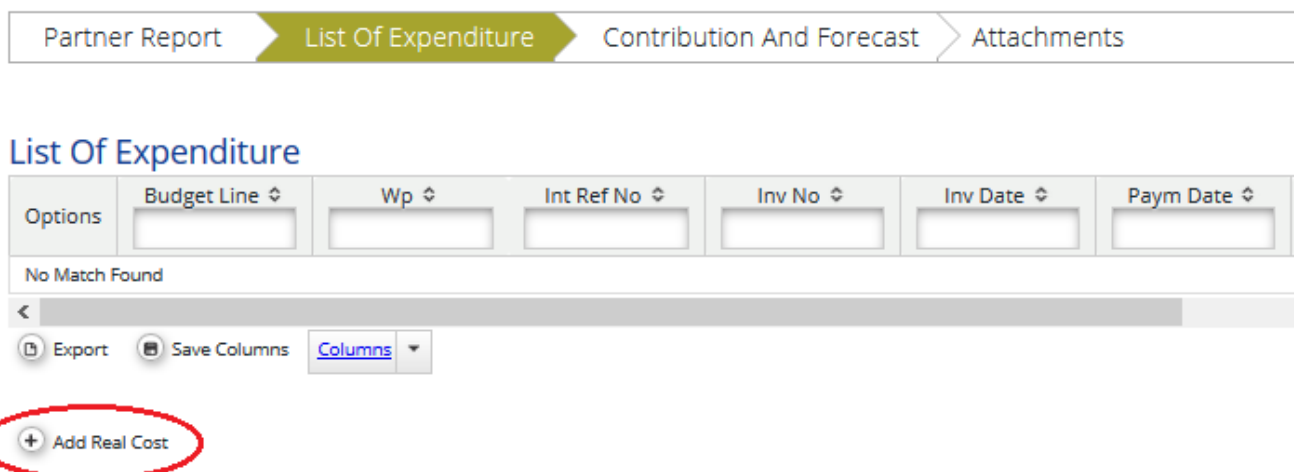 Partner Report List Of Expenditure Contribution And Forecast Attachments
List Of Expenditure
Options Budget Line Wp Int Ref No Inv No Inv Date Paym Date
No Match Found
Export Save Columns Columns
Add Real Cost